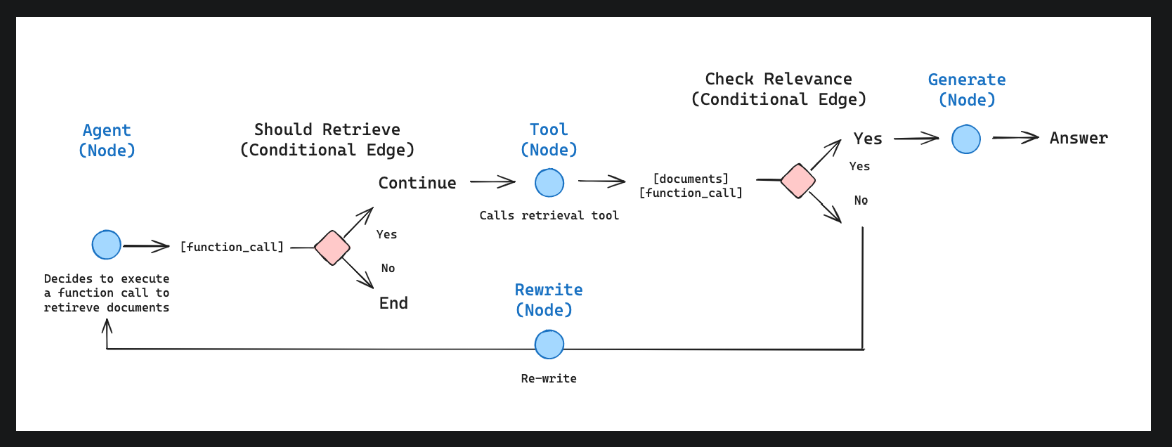 Check Relevance
(Conditional Edge)
Generate
(Node)
Agent
(Node)
Should Retrieve
(Conditional Edge)
Tool
(Node)
Yes
Answer
Yes
Continue
[documents]
[function_call]
No
Calls retrieval tool
Yes
[function_call]
No
Decides to execute
a function call to
retireve documents
End
Rewrite
(Node)
Re-write